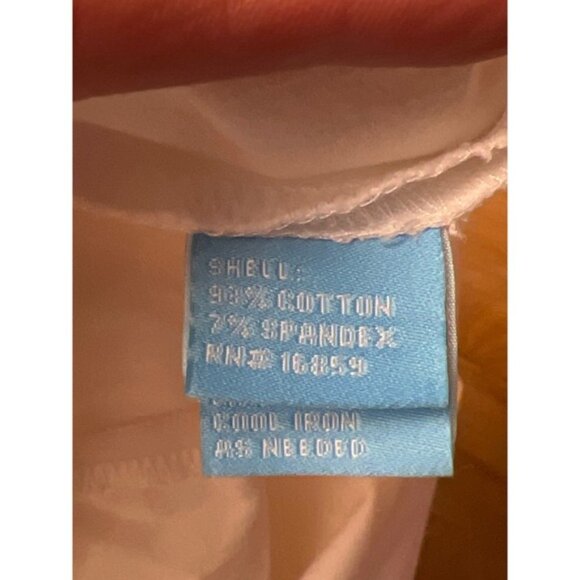 SHELL:
93% COTTON
7% SPANDEX
RN# 16859
COOL IRON
AS NEEDED